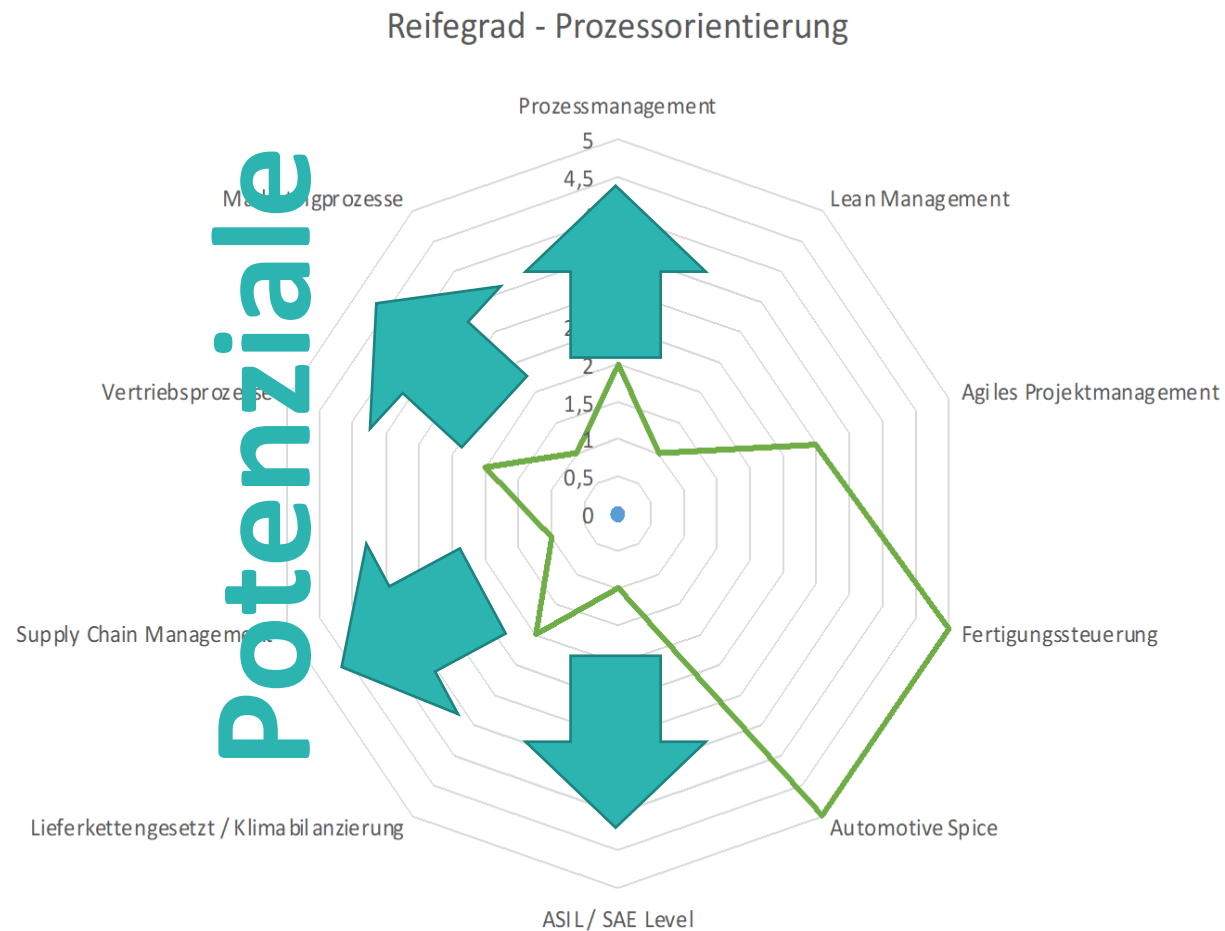 Reifegrad - Prozessorientierung
Prozessmanagement
5
4,5
2
1,5
1
0,5
0
Lean Management
Agiles Projektmanagement
Fertigungssteuerung
Automotive Spice
ASIL / SAE Level
Lieferkettengesetzt / Klimabilanzierung
Supply Chain Management
Potenziale